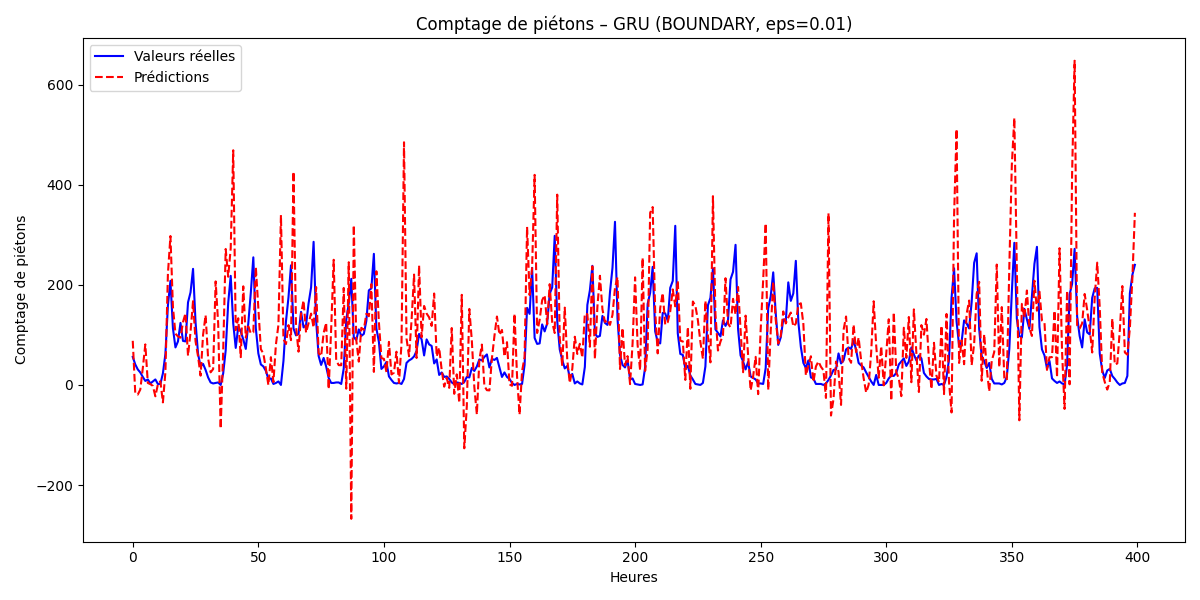 Comptage de piétons – GRU (BOUNDARY, eps=0.01)
Valeurs réelles
Prédictions
Comptage de piétons
600
400
200
0
−200
0 50 100 150 200 250 300 350 400
Heures